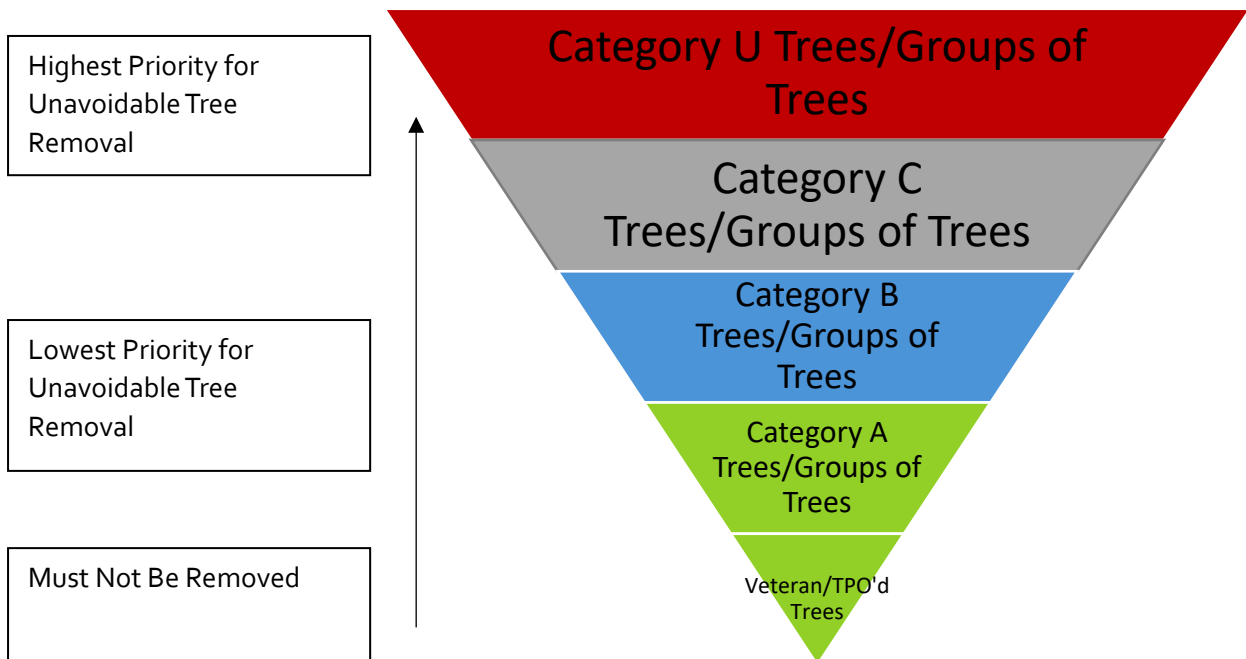 Highest Priority for
Unavoidable Tree
Removal
Lowest Priority for
Unavoidable Tree
Removal
Must Not Be Removed
Category U Trees/Groups of
Trees
Category C
Trees/Groups of Trees
Category B
Trees/Groups of
Trees
Category A
Trees/Groups of
Trees
Veteran/TPO'd
Trees